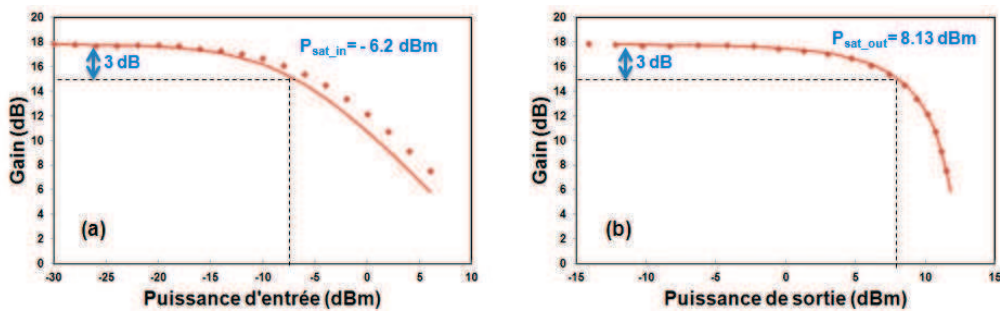 20
18
16
14
12
10
8
6
4
2
0
Gain (dB)
P_sat_in = - 6.2 dBm
3 dB
(a)
-30 -25 -20 -15 -10 -5 0 5 10
Puissance d'entrée (dBm)
20
18
16
14
12
10
8
6
4
2
0
Gain (dB)
P_sat_out = 8.13 dBm
3 dB
(b)
-15 -10 -5 0 5 10 15
Puissance de sortie (dBm)